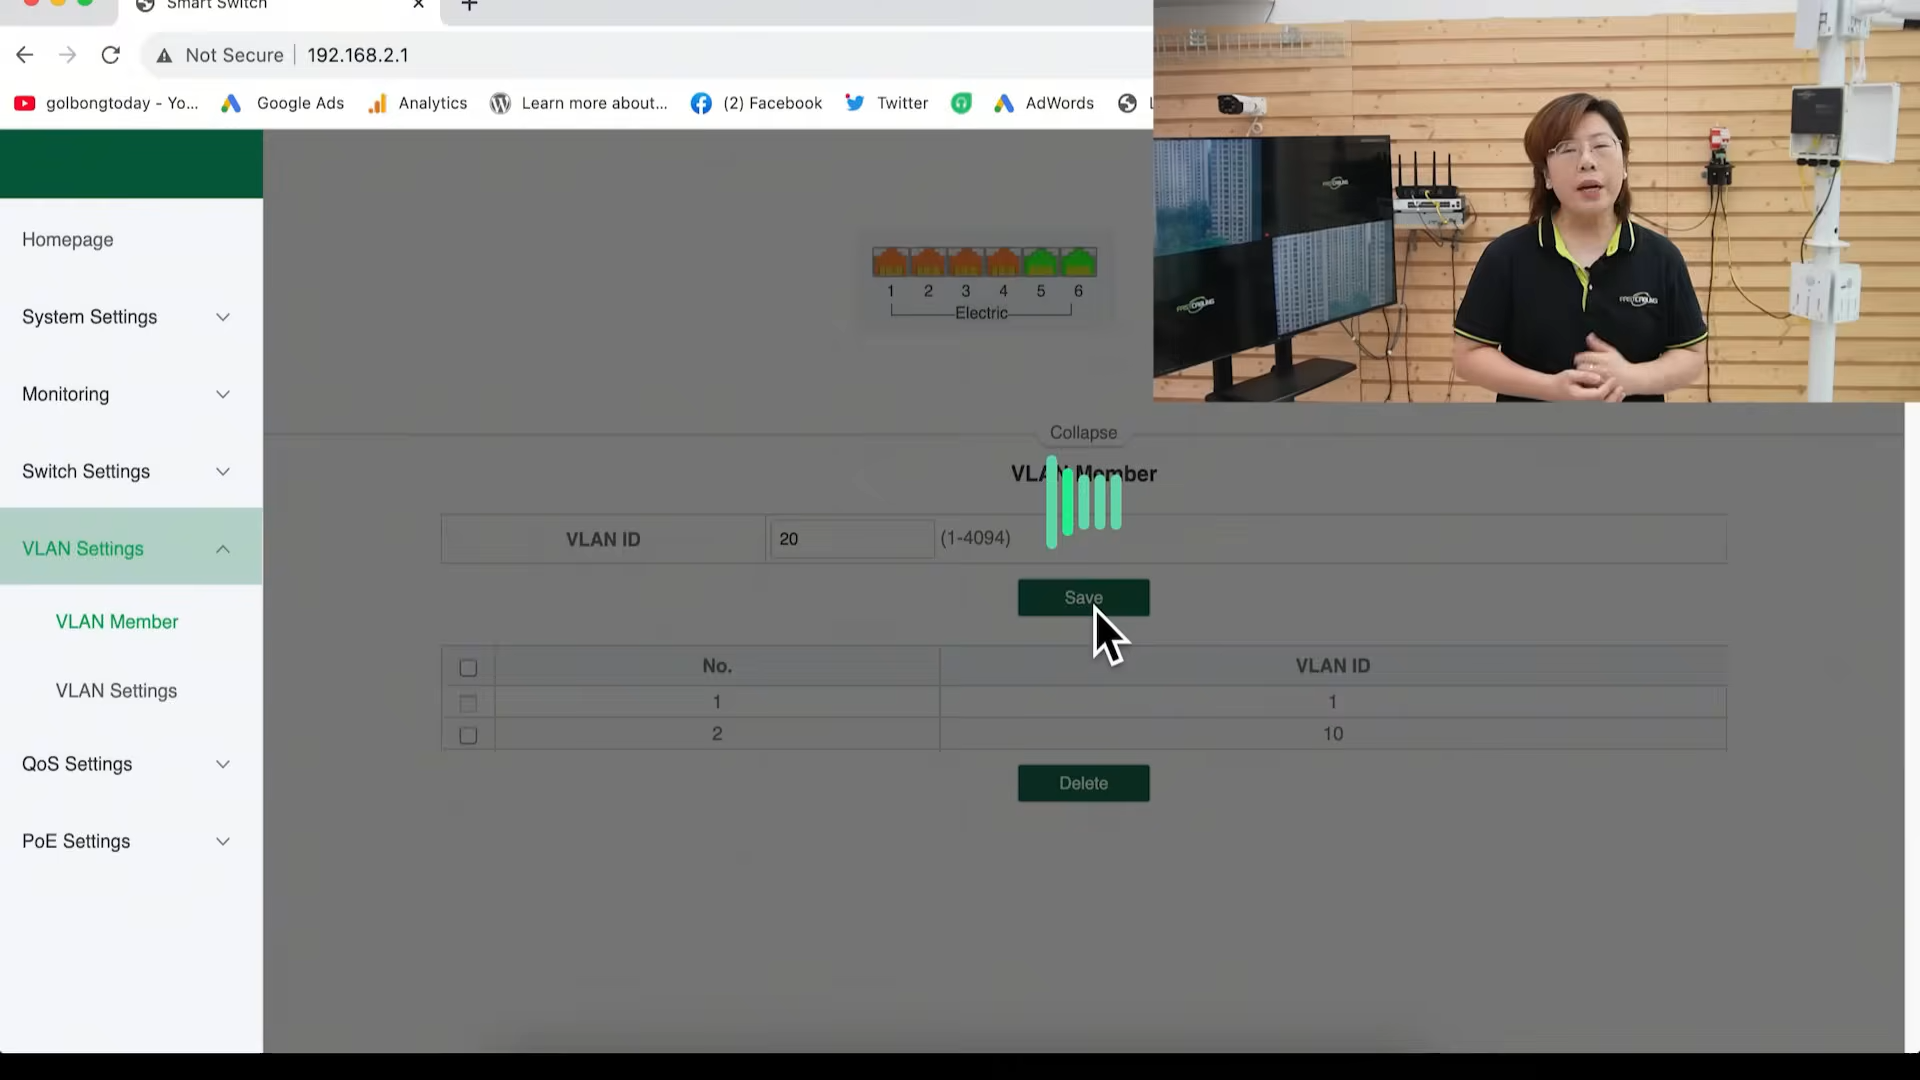 Smart Switch
Not Secure 192.168.2.1
golbongtoday - Yo... Google Ads Analytics Learn more about... (2) Facebook Twitter AdWords
Homepage
System Settings
Monitoring
Switch Settings
VLAN Settings
VLAN Member
VLAN Settings
QoS Settings
PoE Settings
1 2 3 4 5 6
Electric
Collapse
VLAN Member
VLAN ID 20 (1-4094)
Save
No. VLAN ID
1 1
2 10
Delete